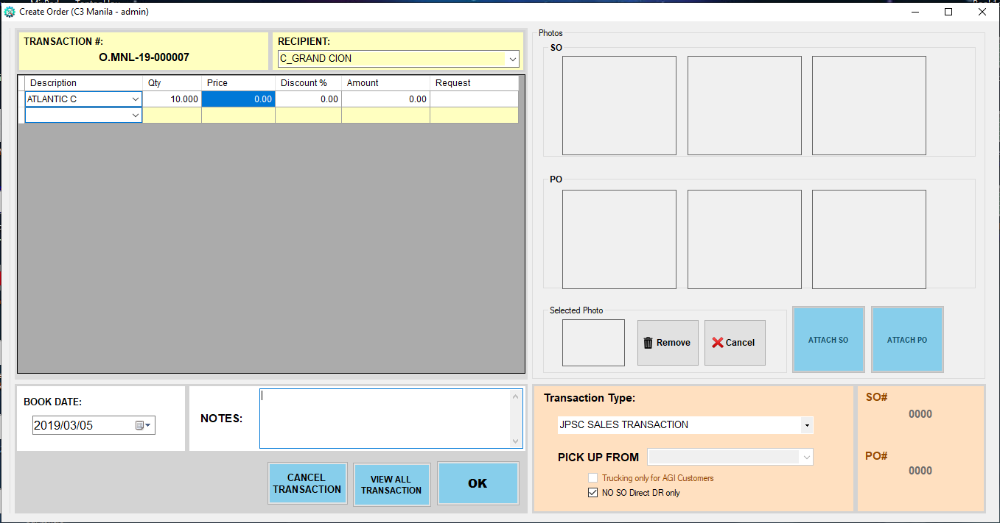 Create Order (C3 Manila - admin)
TRANSACTION #:
O.MNL-19-000007
RECIPIENT:
C_GRAND CION
Description Qty Price Discount % Amount Request
ATLANTIC C 10.000 0.00 0.00 0.00
BOOK DATE:
2019/03/05
NOTES:
CANCEL
TRANSACTION
VIEW ALL
TRANSACTION
OK
Photos
SO
PO
Selected Photo
Remove
Cancel
ATTACH SO
ATTACH PO
Transaction Type:
JPSC SALES TRANSACTION
PICK UP FROM
Trucking only for AGI Customers
NO SO Direct DR only
SO#
0000
PO#
0000